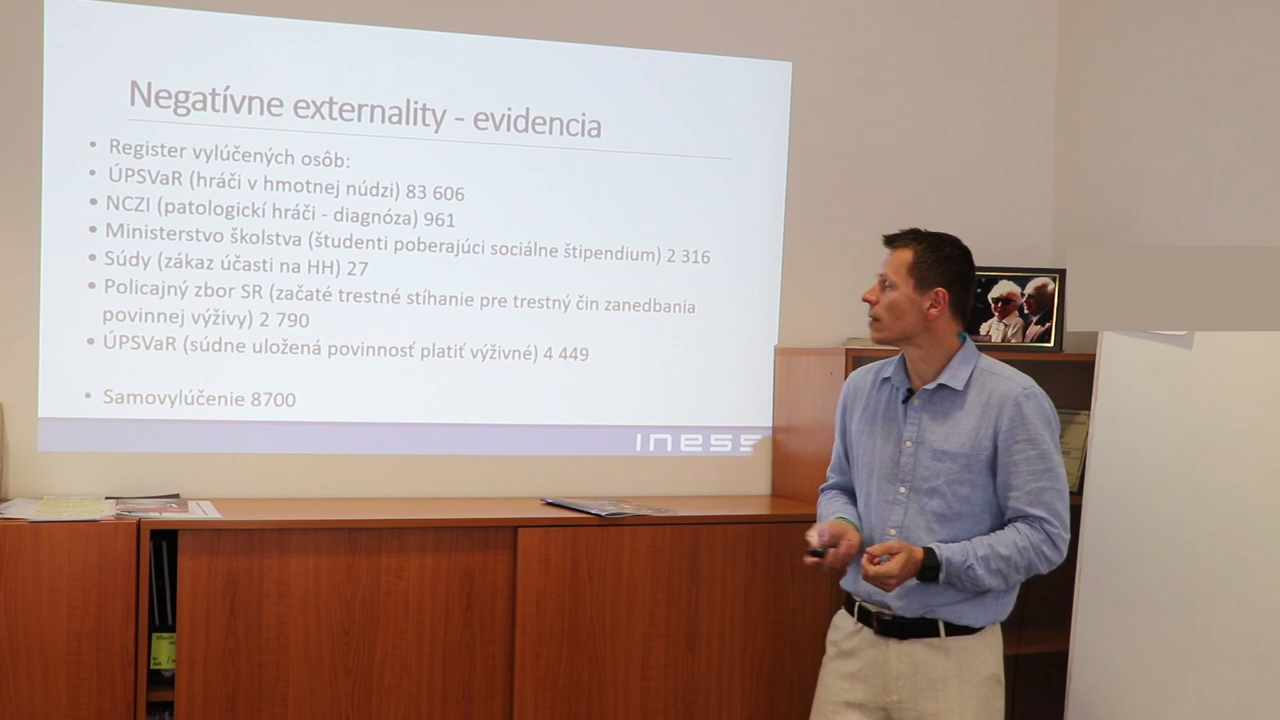 Negatívne externality - evidencia
• Register vylúčených osôb:
• ÚPSVaR (hráči v hmotnej núdzi) 83 606
• NCZI (patologickí hráči - diagnóza) 961
• Ministerstvo školstva (študenti poberajúci sociálne štipendium) 2 316
• Súdy (zákaz účasti na HH) 27
• Policajný zbor SR (začaté trestné stíhanie pre trestný čin zanedbania
povinnej výživy) 2 790
• ÚPSVaR (súdne uložená povinnosť platiť výživné) 4 449
• Samovylúčenie 8700
INESS